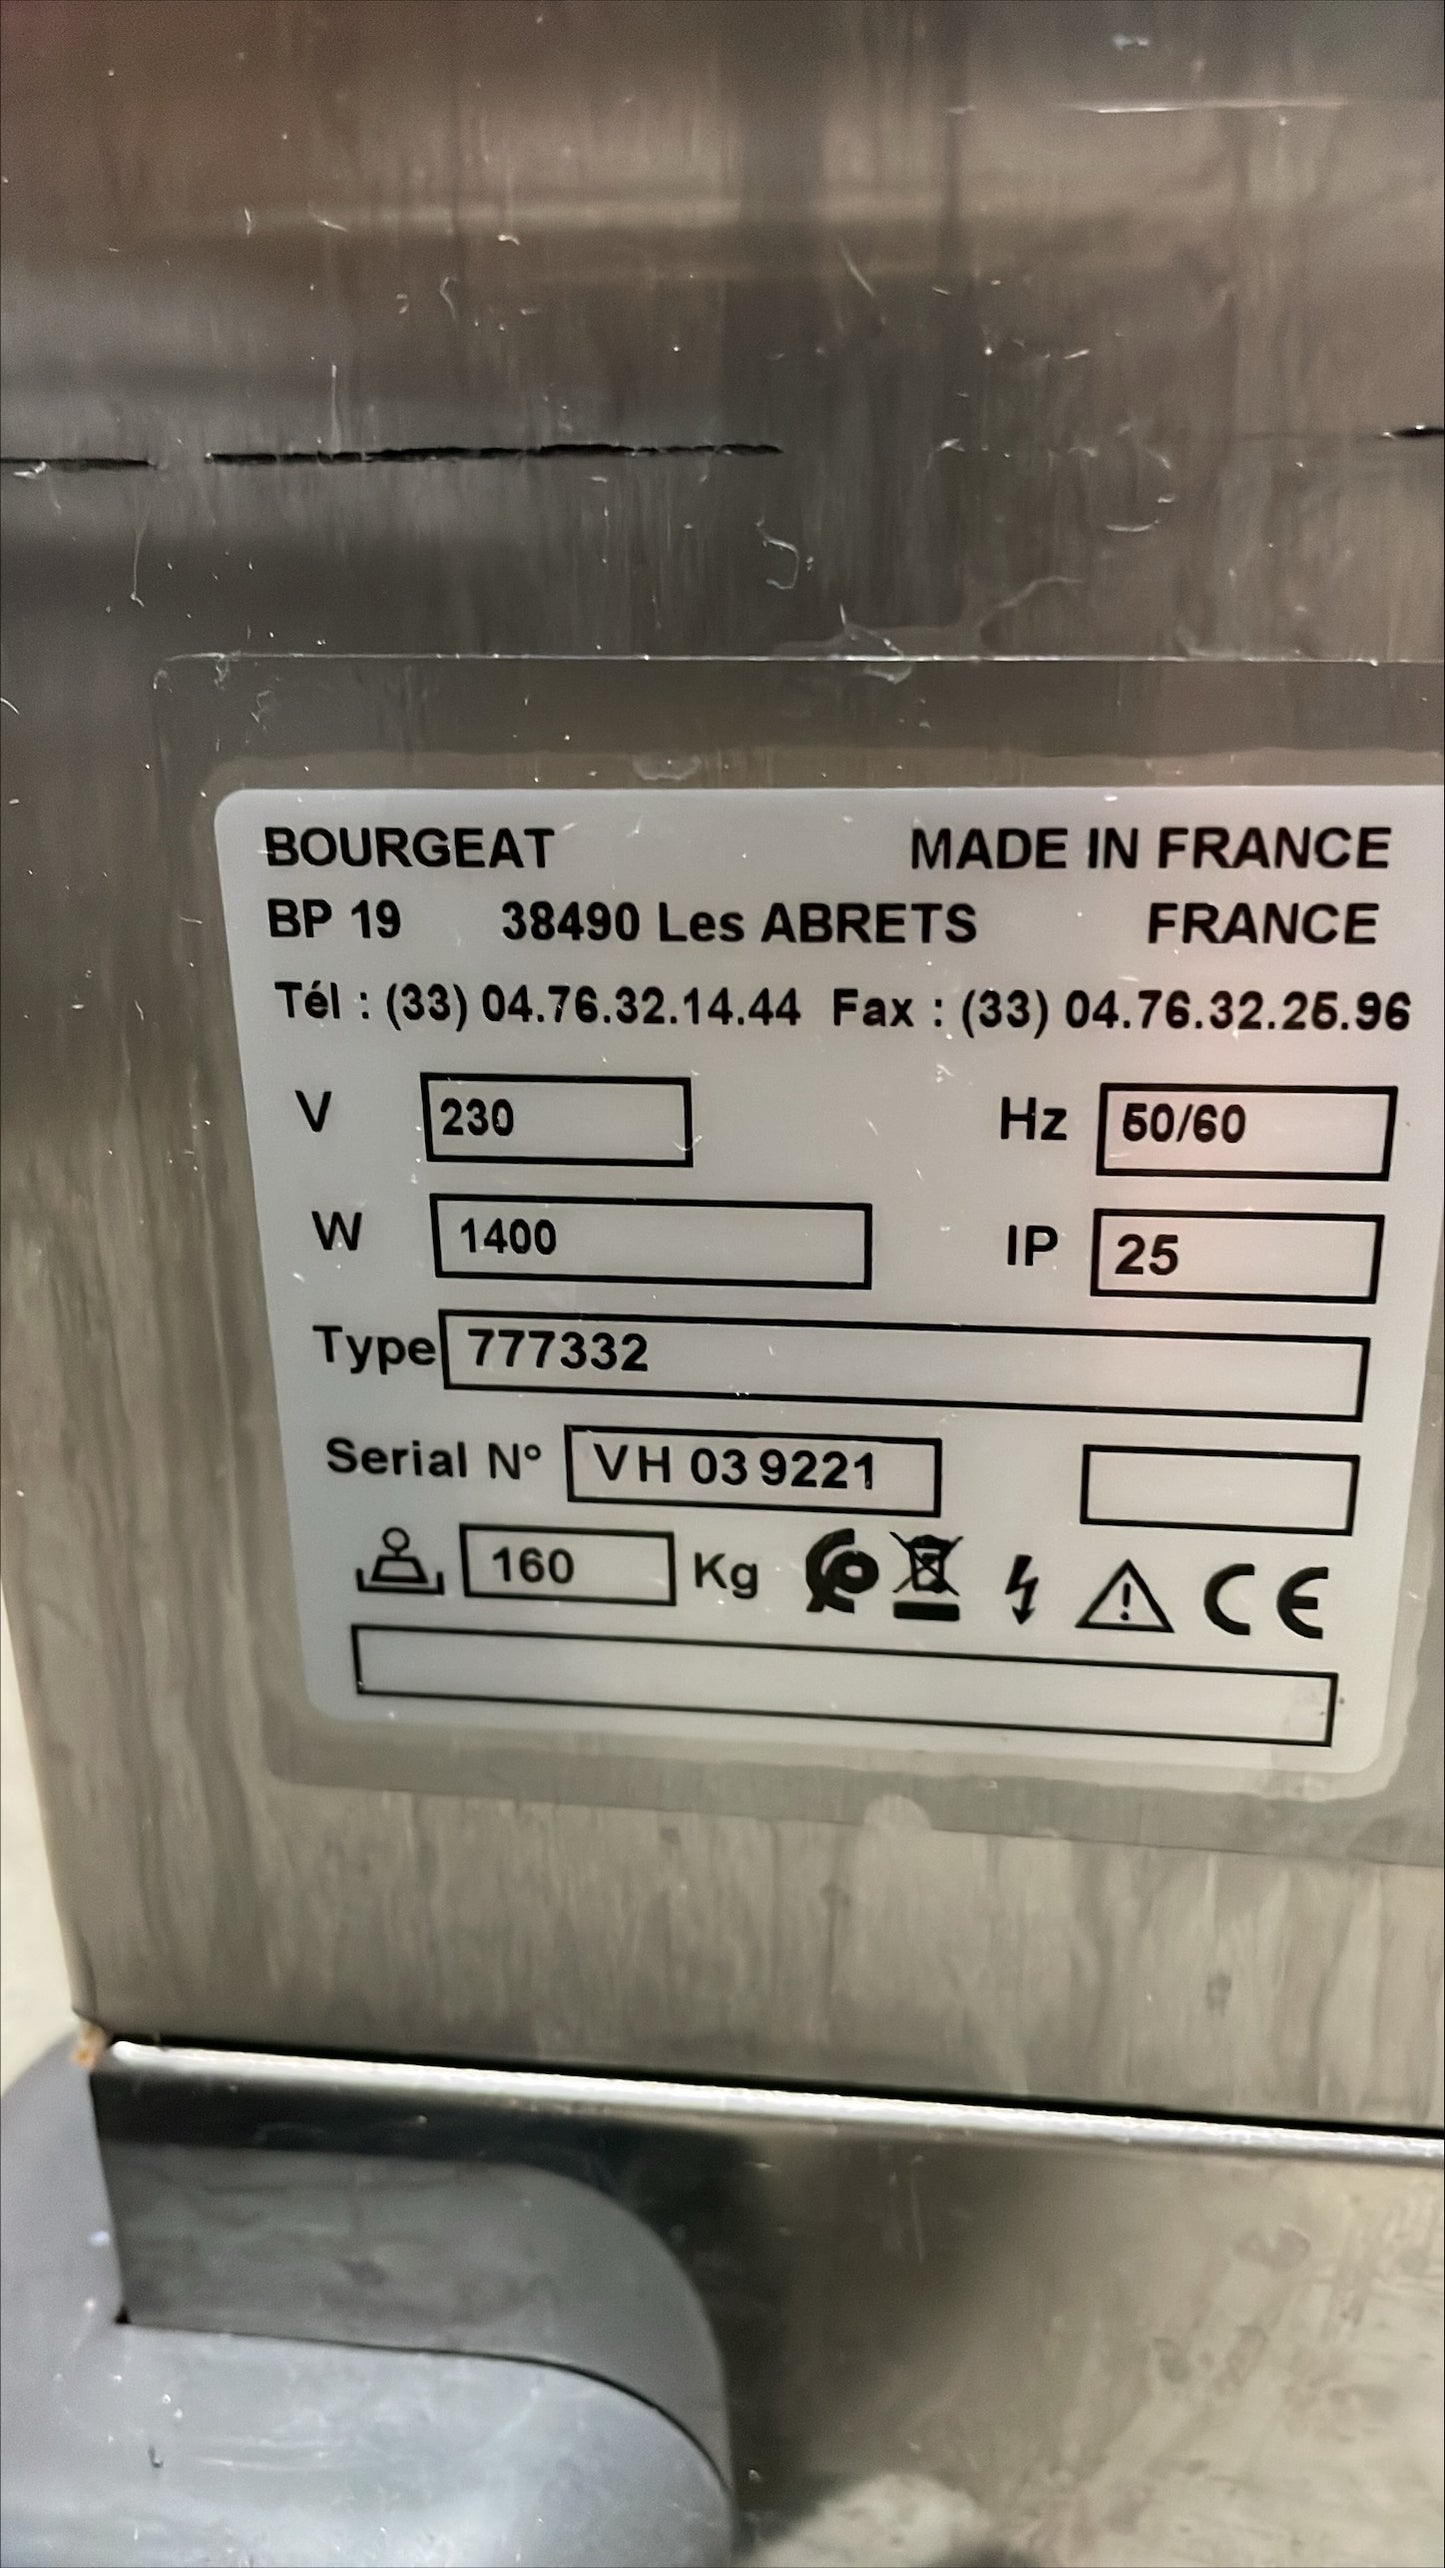 BOURGEAT MADE IN FRANCE
BP 19 38490 Les ABRETS FRANCE
Tél : (33) 04.76.32.14.44 Fax : (33) 04.76.32.25.96
V 230 Hz 50/60
W 1400 IP 25
Type 777332
Serial N° VH 03 9221
160 Kg CE